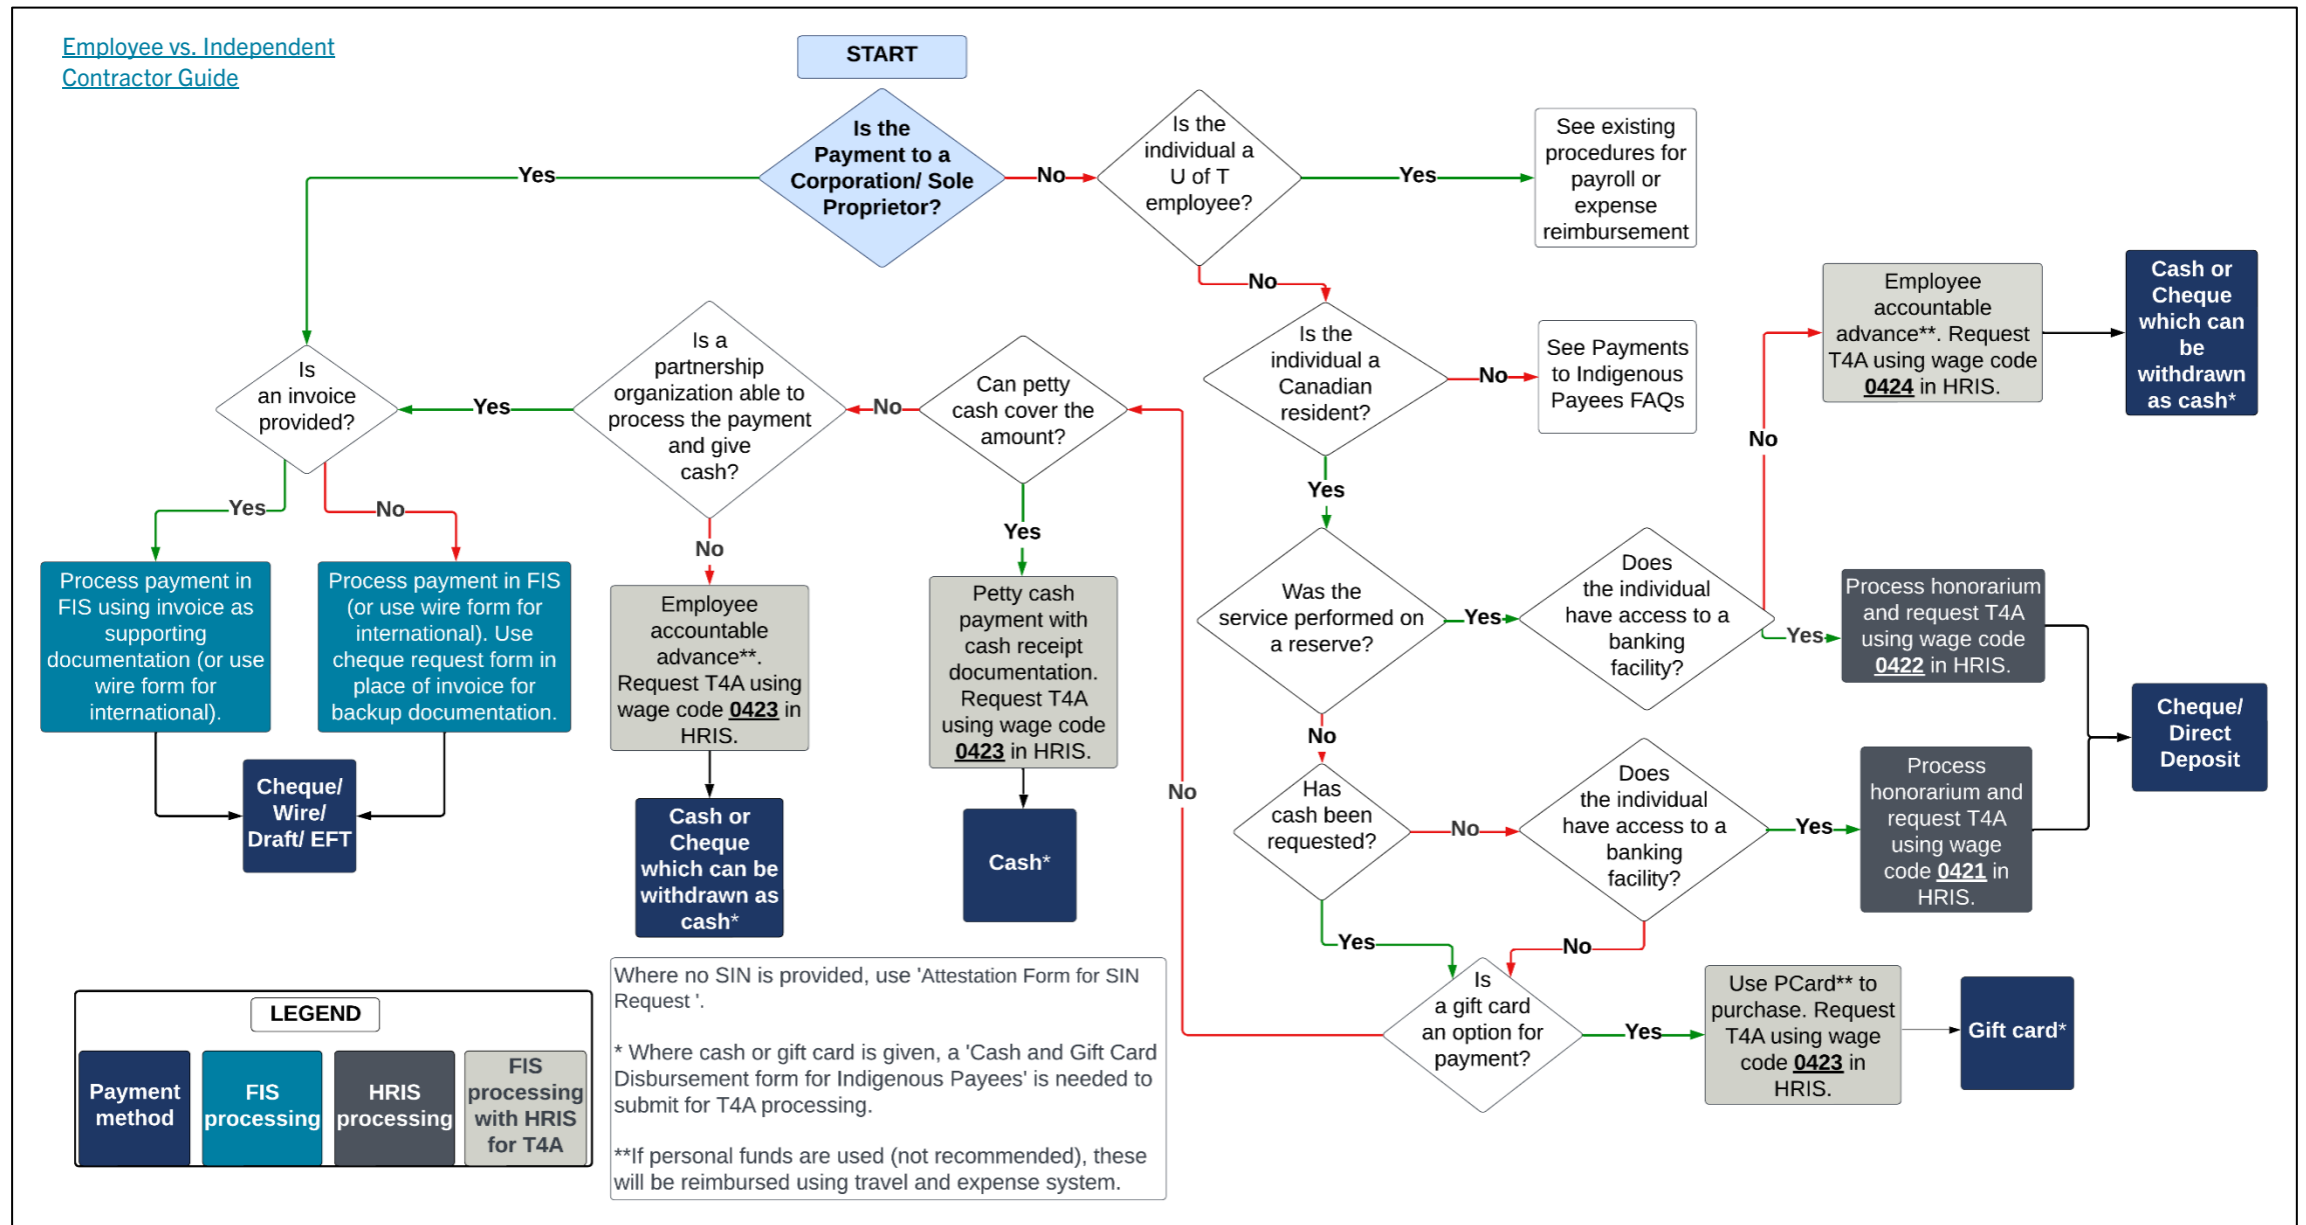 Employee vs. Independent
Contractor Guide
START
Is the
Payment to a
Corporation/ Sole
Proprietor?
Yes
No
Is the
individual a
U of T
employee?
Yes
See existing
procedures for
payroll or
expense
reimbursement
No
Is the
individual a
Canadian
resident?
No
See Payments
to Indigenous
Payees FAQs
Employee
accountable
advance**. Request
T4A using wage code
0424 in HRIS.
Cash or
Cheque
which can
be
withdrawn
as cash*
Is
an invoice
provided?
Yes
Is a
partnership
organization able to
process the payment
and give
cash?
No
Can petty
cash cover the
amount?
No
Yes
Yes
No
No
Yes
Process payment in
FIS using invoice as
supporting
documentation (or use
wire form for
international).
Process payment in FIS
(or use wire form for
international). Use
cheque request form in
place of invoice for
backup documentation.
Employee
accountable
advance**.
Request T4A using
wage code 0423 in
HRIS.
Petty cash
payment with
cash receipt
documentation.
Request T4A
using wage code
0423 in HRIS.
Was the
service performed on
a reserve?
Yes
Does
the individual
have access to a
banking
facility?
Yes
Process honorarium
and request T4A
using wage code
0422 in HRIS.
No
Cheque/
Direct
Deposit
Cheque/
Wire/
Draft/ EFT
Cash or
Cheque
which can be
withdrawn as
cash*
Cash*
No
Has
cash been
requested?
No
Does
the individual
have access to a
banking
facility?
Yes
Process
honorarium and
request T4A
using wage
code 0421 in
HRIS.
Yes
No
Is
a gift card
an option for
payment?
Yes
Use PCard** to
purchase. Request
T4A using wage
code 0423 in
HRIS.
Gift card*
LEGEND
Payment
method
FIS
processing
HRIS
processing
FIS
processing
with HRIS
for T4A
Where no SIN is provided, use 'Attestation Form for SIN
Request '.
* Where cash or gift card is given, a 'Cash and Gift Card
Disbursement form for Indigenous Payees' is needed to
submit for T4A processing.
**If personal funds are used (not recommended), these
will be reimbursed using travel and expense system.